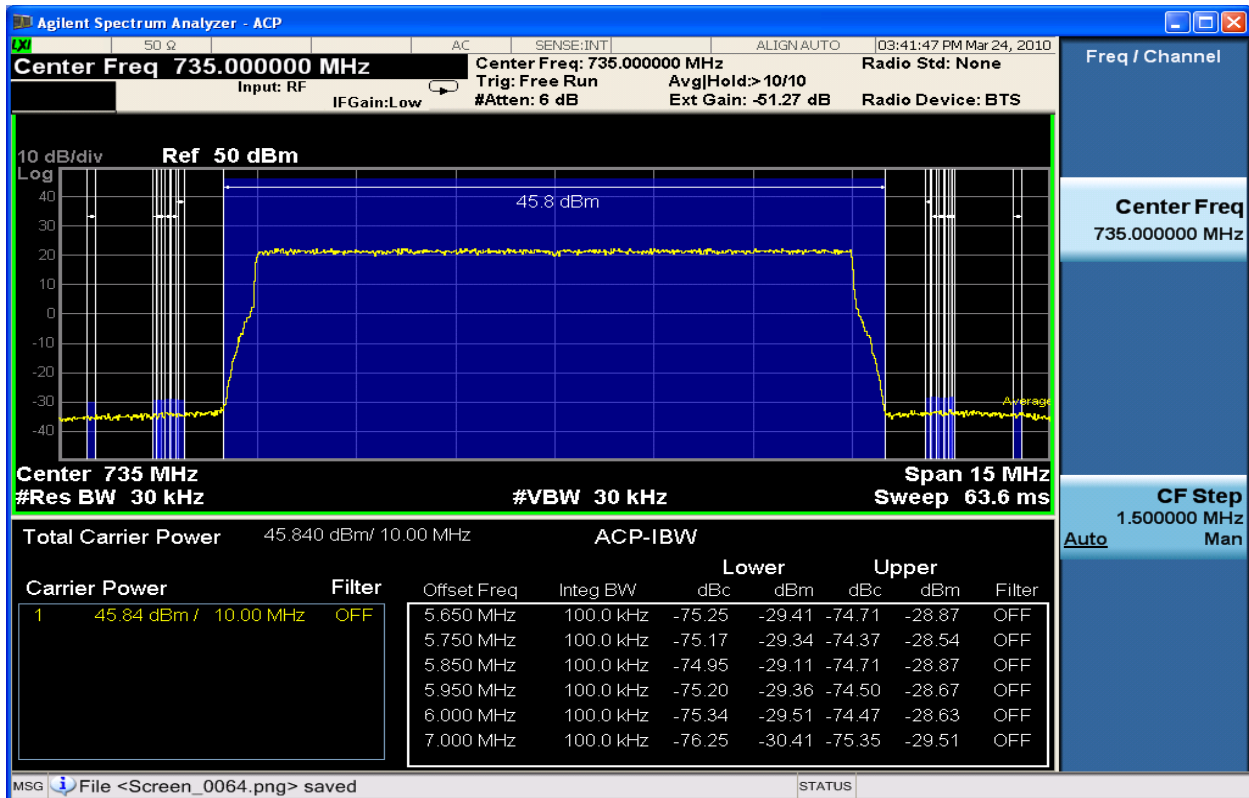 Agilent Spectrum Analyzer - ACP
LXI 50 Ω AC SENSE:INT ALIGN AUTO 03:41:47 PM Mar 24, 2010
Center Freq 735.000000 MHz
Input: RF
IFGain:Low
Center Freq: 735.000000 MHz
Trig: Free Run
#Atten: 6 dB
Avg|Hold:> 10/10
Ext Gain: -51.27 dB
Radio Std: None
Radio Device: BTS
10 dB/div Ref 50 dBm
Log
40
30
20
10
0
-10
-20
-30
-40
45.8 dBm
Average
Center 735 MHz Span 15 MHz
#Res BW 30 kHz #VBW 30 kHz Sweep 63.6 ms
Total Carrier Power 45.840 dBm/ 10.00 MHz ACP-IBW
Lower Upper
Carrier Power Filter Offset Freq Integ BW dBc dBm dBc dBm Filter
1 45.84 dBm / 10.00 MHz OFF
5.650 MHz 100.0 kHz -75.25 -29.41 -74.71 -28.87 OFF
5.750 MHz 100.0 kHz -75.17 -29.34 -74.37 -28.54 OFF
5.850 MHz 100.0 kHz -74.95 -29.11 -74.71 -28.87 OFF
5.950 MHz 100.0 kHz -75.20 -29.36 -74.50 -28.67 OFF
6.000 MHz 100.0 kHz -75.34 -29.51 -74.47 -28.63 OFF
7.000 MHz 100.0 kHz -76.25 -30.41 -75.35 -29.51 OFF
MSG File <Screen_0064.png> saved STATUS
Freq / Channel
Center Freq
735.000000 MHz
CF Step
1.500000 MHz
Auto Man